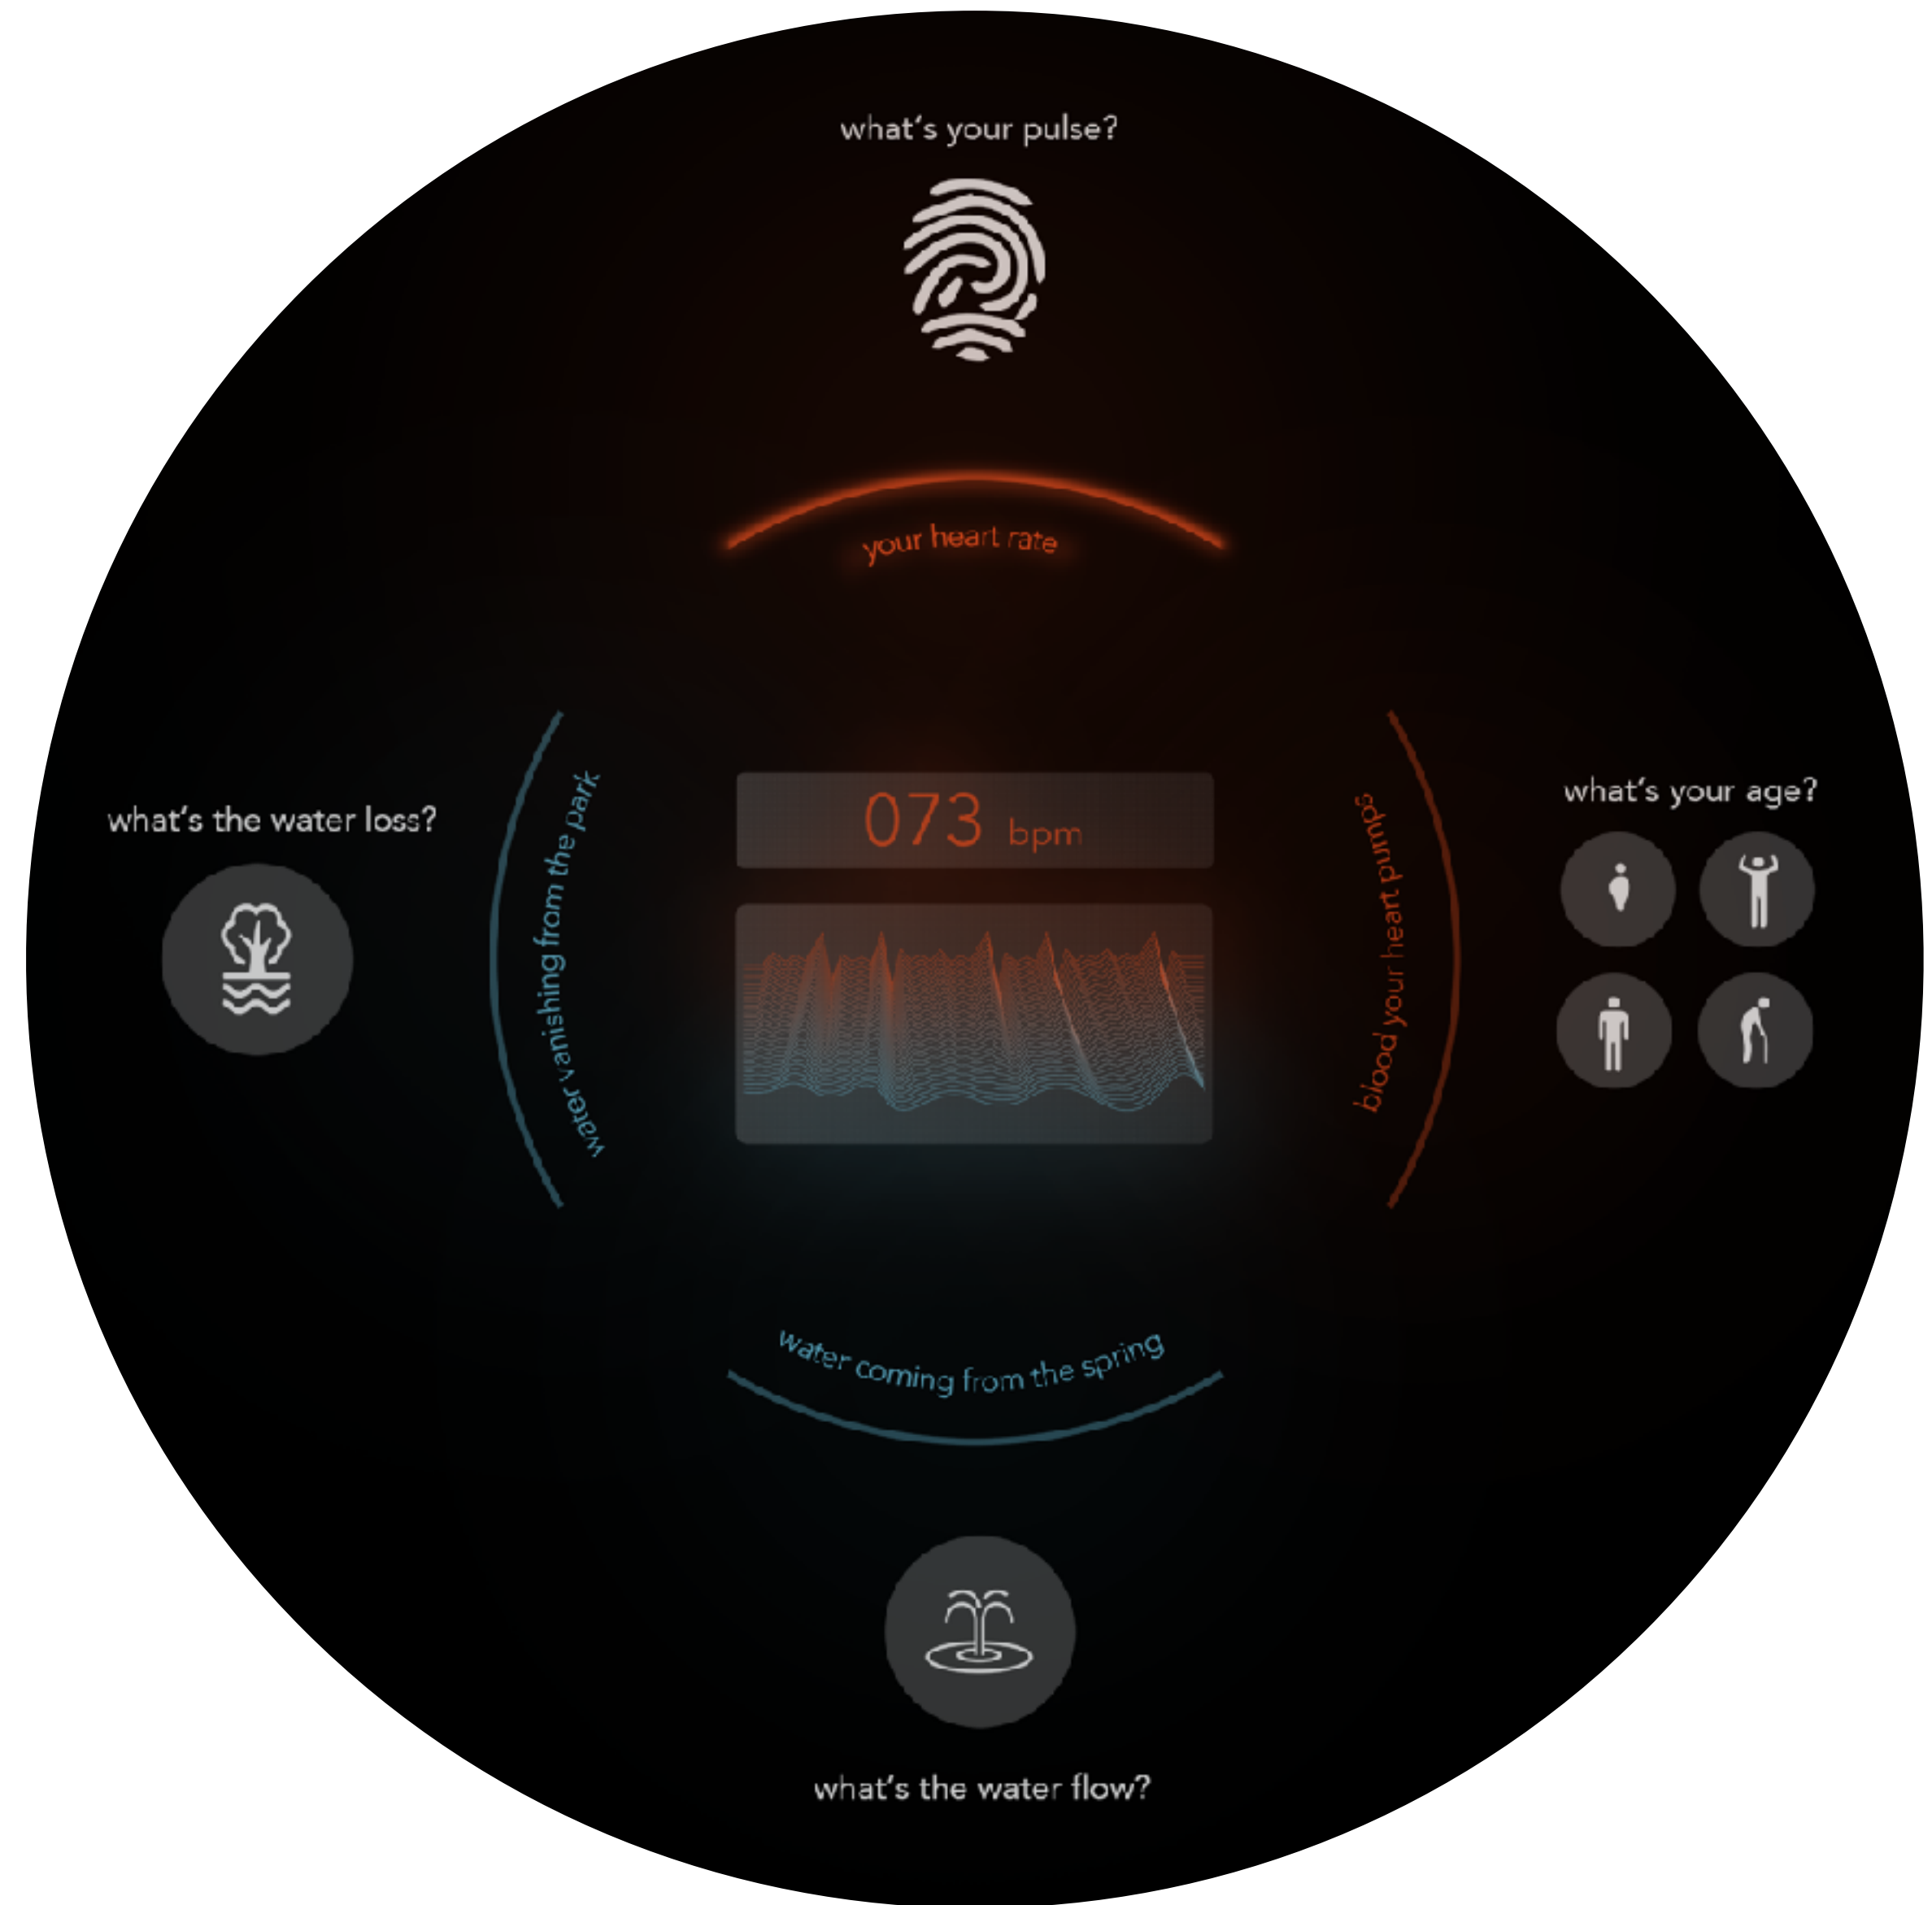 what's your pulse?
your heart rate
what's the water loss?
water vanishing from the park
073 bpm
blood your heart pumps
what's your age?
water coming from the spring
what's the water flow?